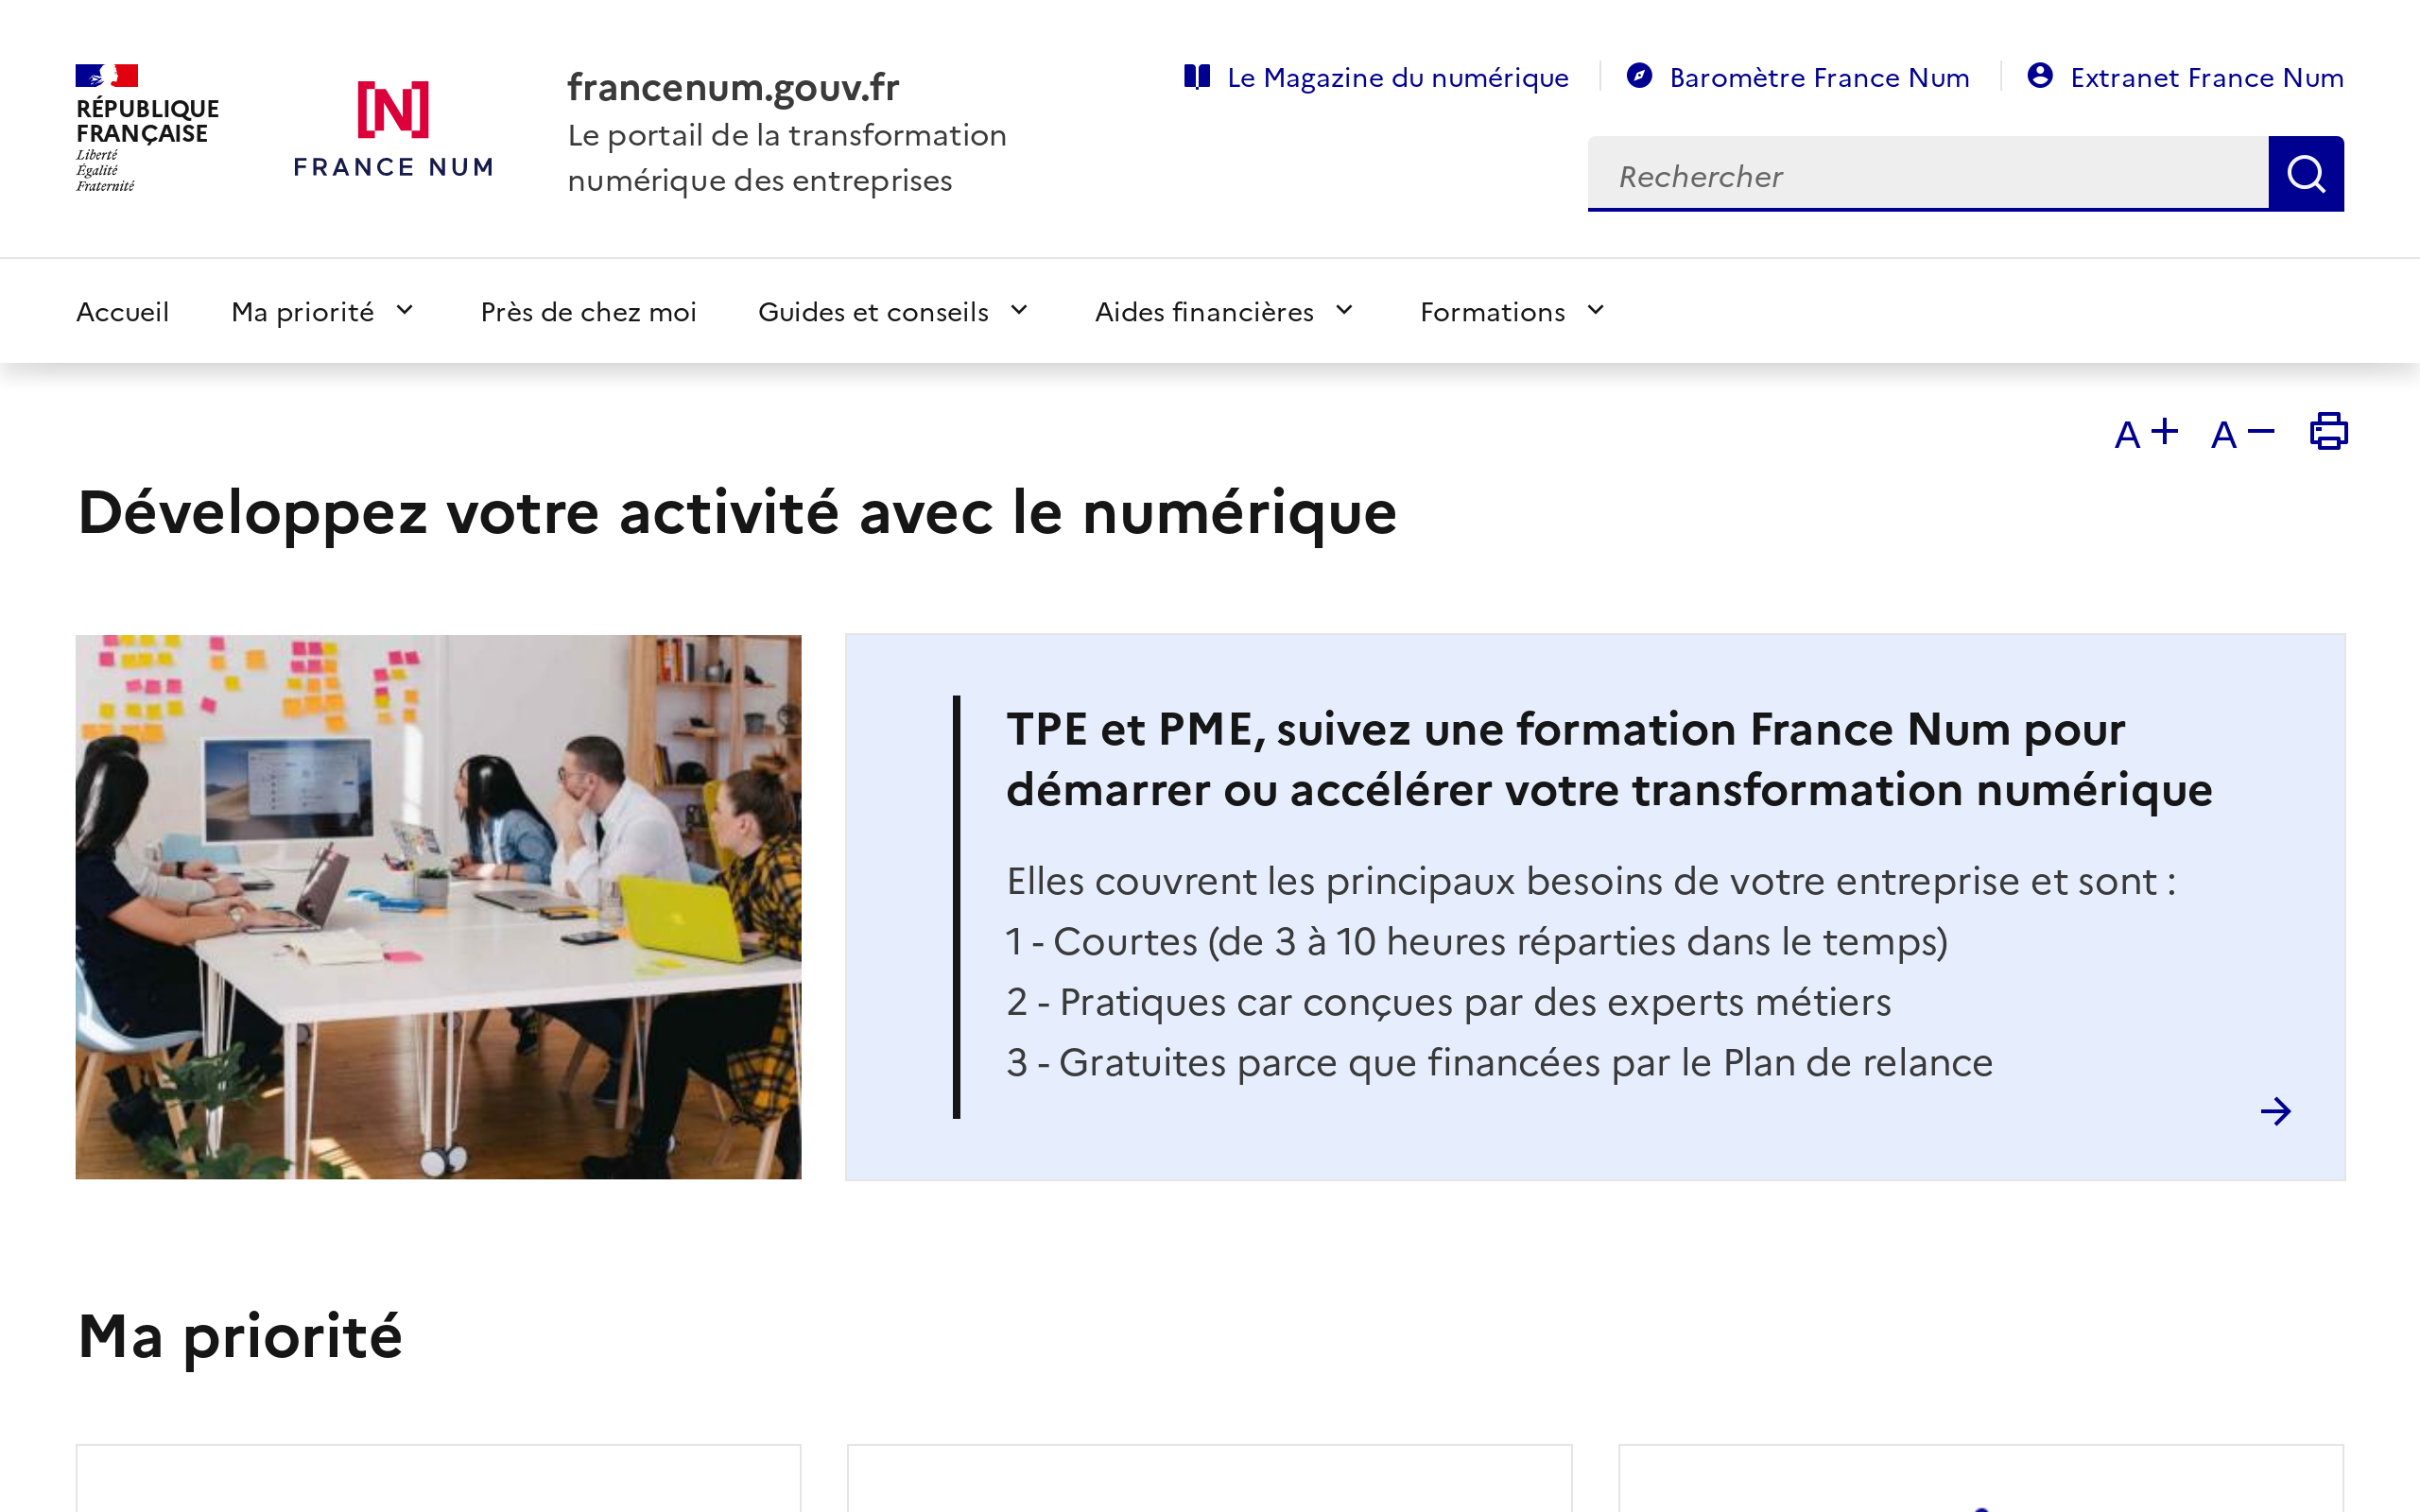 RÉPUBLIQUE
FRANÇAISE
Liberté
Égalité
Fraternité
[N]
FRANCE NUM
francenum.gouv.fr
Le portail de la transformation
numérique des entreprises
Le Magazine du numérique
Baromètre France Num
Extranet France Num
Rechercher
Accueil
Ma priorité
Près de chez moi
Guides et conseils
Aides financières
Formations
A+
A−
Développez votre activité avec le numérique
TPE et PME, suivez une formation France Num pour
démarrer ou accélérer votre transformation numérique
Elles couvrent les principaux besoins de votre entreprise et sont :
1 - Courtes (de 3 à 10 heures réparties dans le temps)
2 - Pratiques car conçues par des experts métiers
3 - Gratuites parce que financées par le Plan de relance
Ma priorité